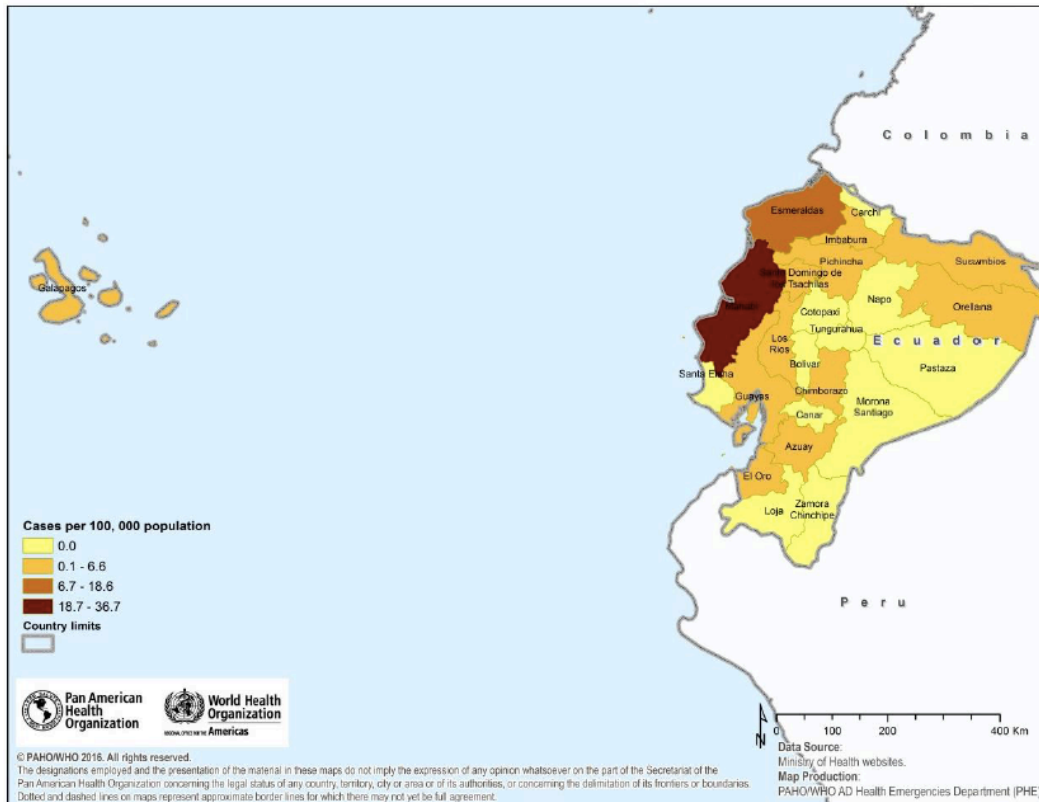 Colombia
Esmeraldas
Carchi
Imbabura
Pichincha
Sucumbios
Domingo de
Tsachilas
Galapagos
Napo
Orellana
Cotopaxi
Tungurahua
Ecuador
Los
Rios
Pastaza
Bolivar
Santa Elena
Chimborazo
Guayas
Morona
Santiago
Canar
Azuay
El Oro
Loja
Zamora
Chinchipe
Peru
Cases per 100, 000 population
0.0
0.1 - 6.6
6.7 - 18.6
18.7 - 36.7
Country limits
Pan American
Health
Organization
World Health
Organization
REGIONAL OFFICE FOR THE Americas
N
0 100 200 400 Km
© PAHO/WHO 2016. All rights reserved.
The designations employed and the presentation of the material in these maps do not imply the expression of any opinion whatsoever on the part of the Secretariat of the
Pan American Health Organization concerning the legal status of any country, territory, city or area or of its authorities, or concerning the delimitation of its frontiers or boundaries.
Dotted and dashed lines on maps represent approximate border lines for which there may not yet be full agreement.
Data Source:
Ministry of Health websites.
Map Production:
PAHO/WHO AD Health Emergencies Department (PHE)